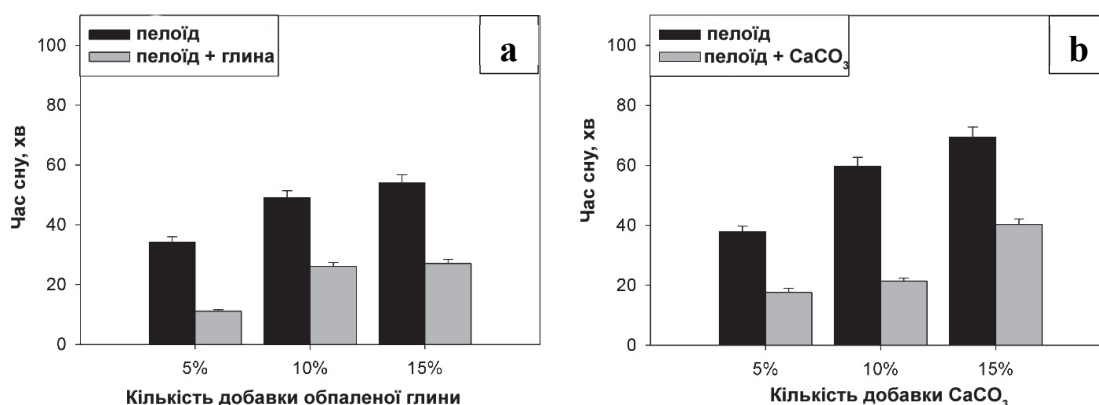 пелоїд
пелоїд + глина
a
Час сну, хв
100
80
60
40
20
0
5%
10%
15%
Кількість добавки обпаленої глини
пелоїд
пелоїд + CaCO₃
b
Час сну, хв
100
80
60
40
20
0
5%
10%
15%
Кількість добавки CaCO₃